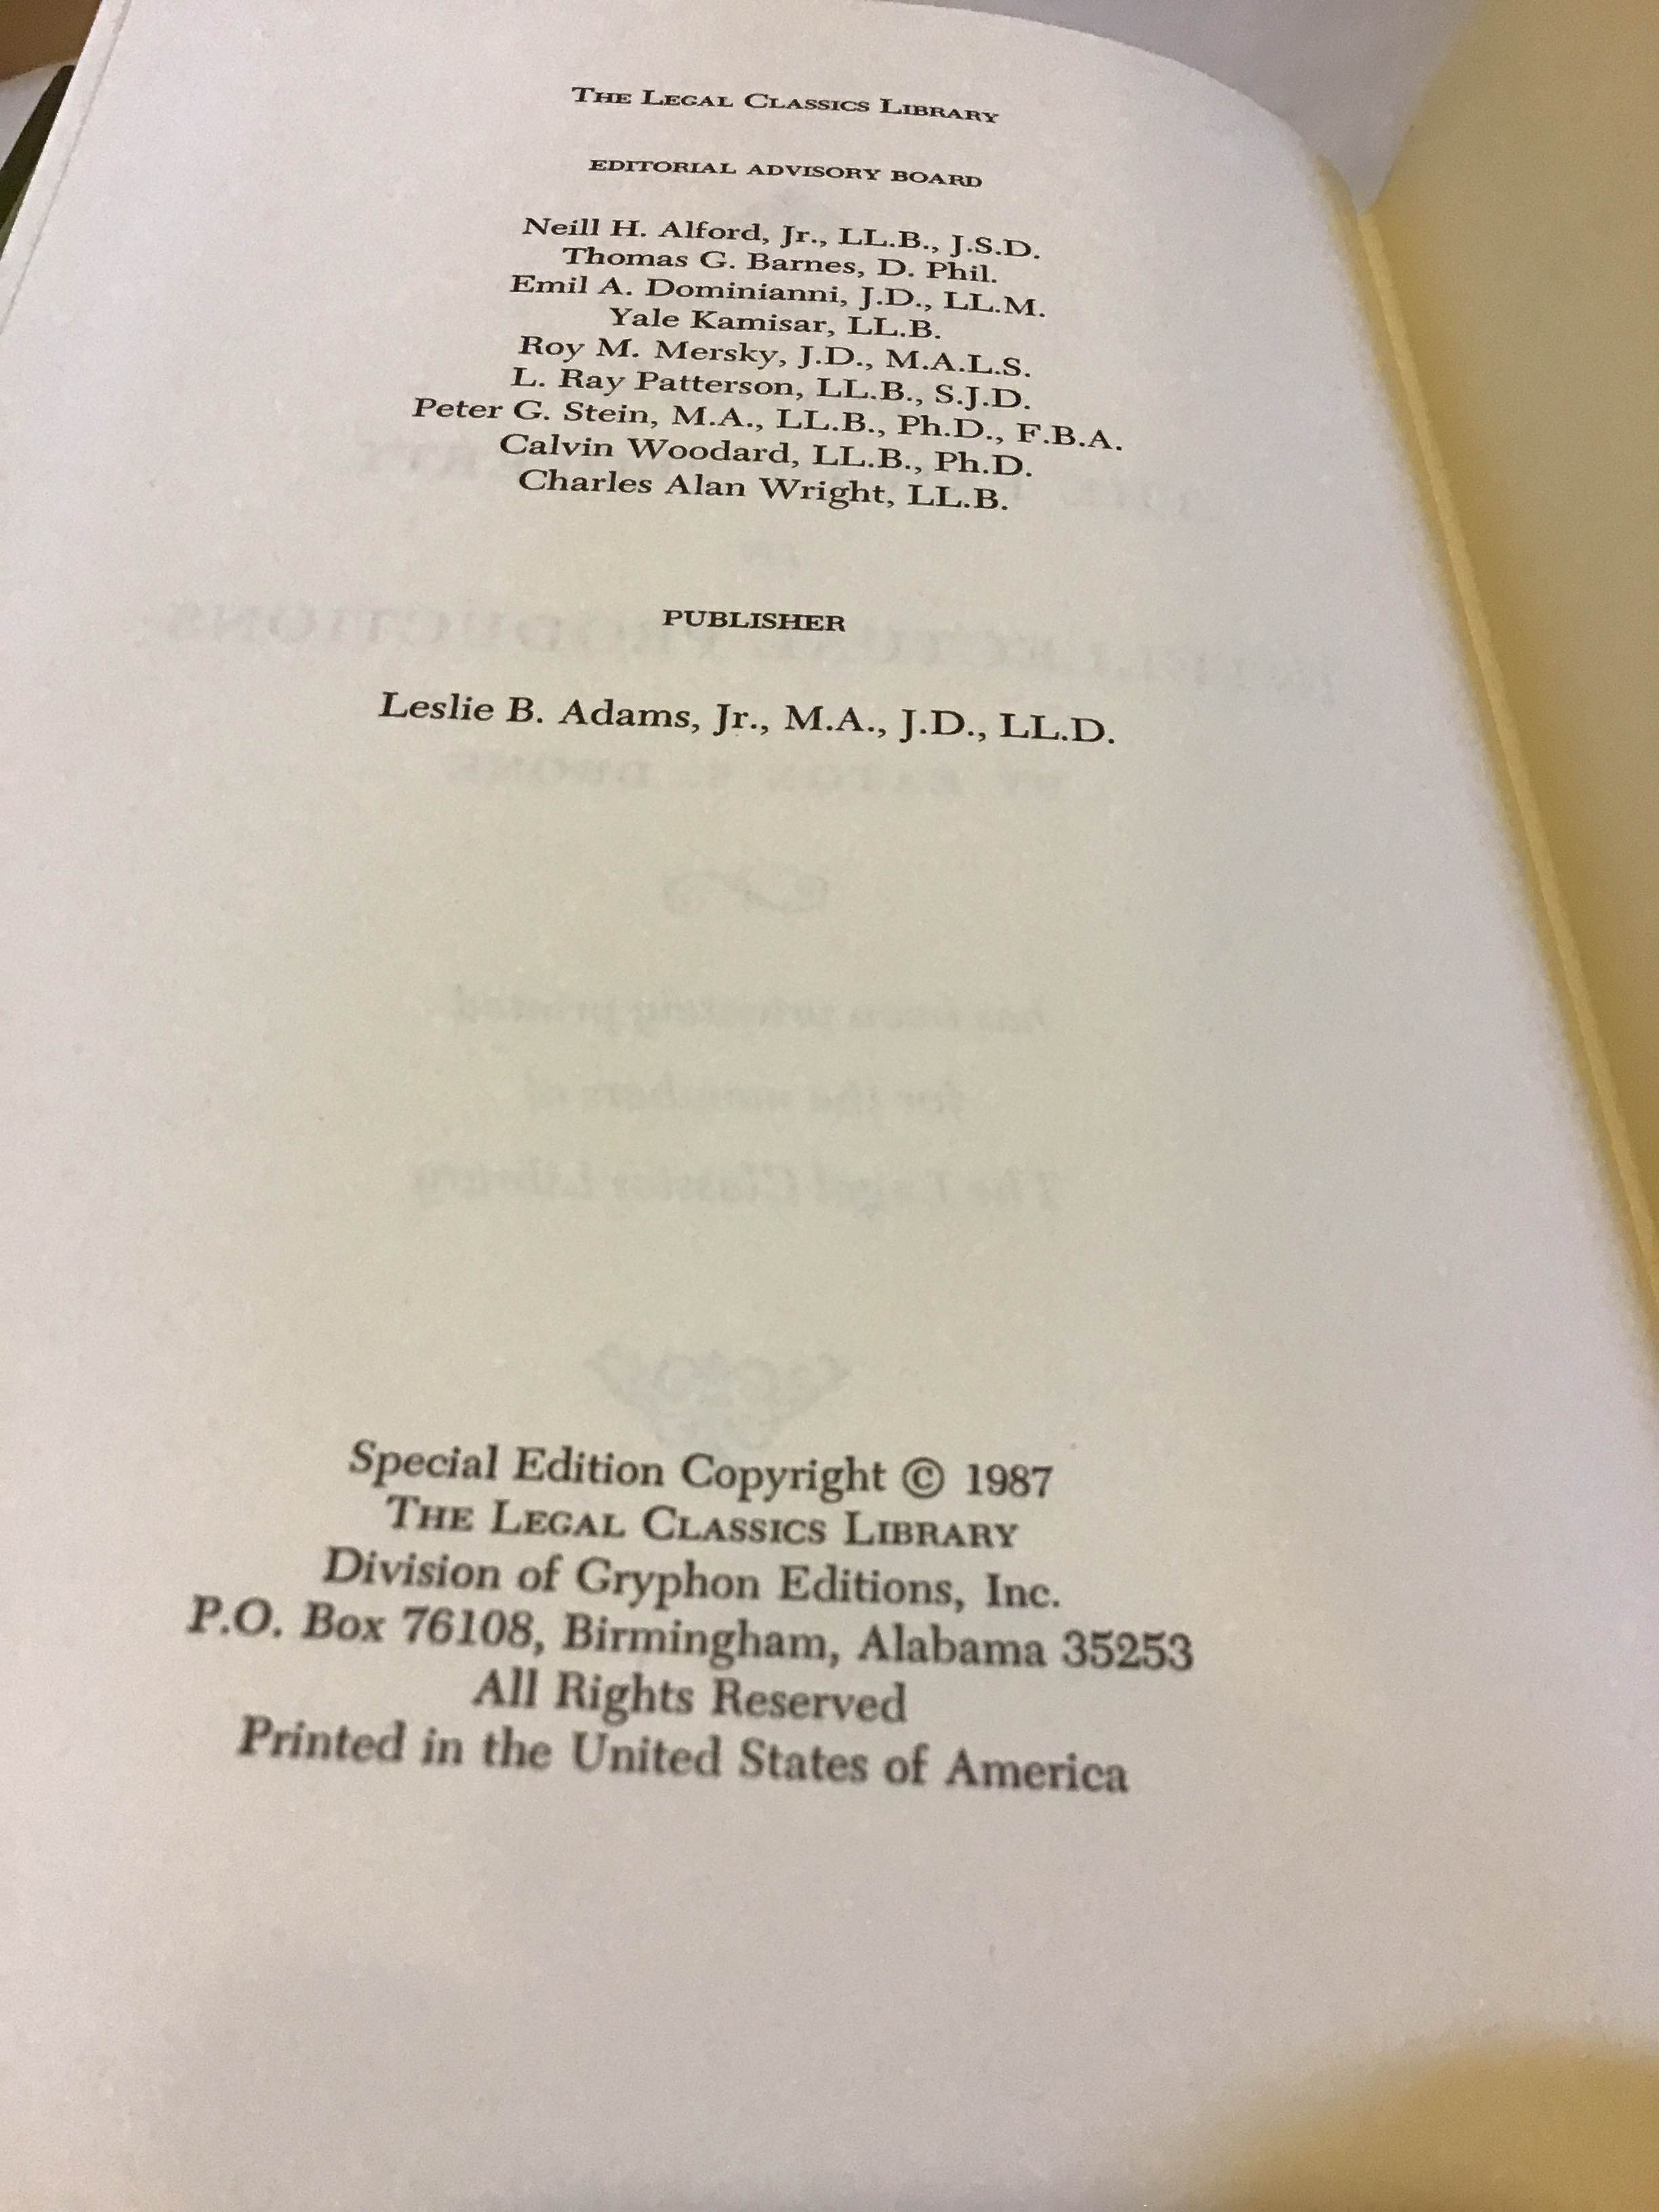 THE LEGAL CLASSICS LIBRARY
EDITORIAL ADVISORY BOARD
Neill H. Alford, Jr., LL.B., J.S.D.
Thomas G. Barnes, D. Phil.
Emil A. Dominianni, J.D., LL.M.
Yale Kamisar, LL.B.
Roy M. Mersky, J.D., M.A.L.S.
L. Ray Patterson, LL.B., S.J.D.
Peter G. Stein, M.A., LL.B., Ph.D., F.B.A.
Calvin Woodard, LL.B., Ph.D.
Charles Alan Wright, LL.B.
PUBLISHER
Leslie B. Adams, Jr., M.A., J.D., LL.D.
Special Edition Copyright © 1987
THE LEGAL CLASSICS LIBRARY
Division of Gryphon Editions, Inc.
P.O. Box 76108, Birmingham, Alabama 35253
All Rights Reserved
Printed in the United States of America